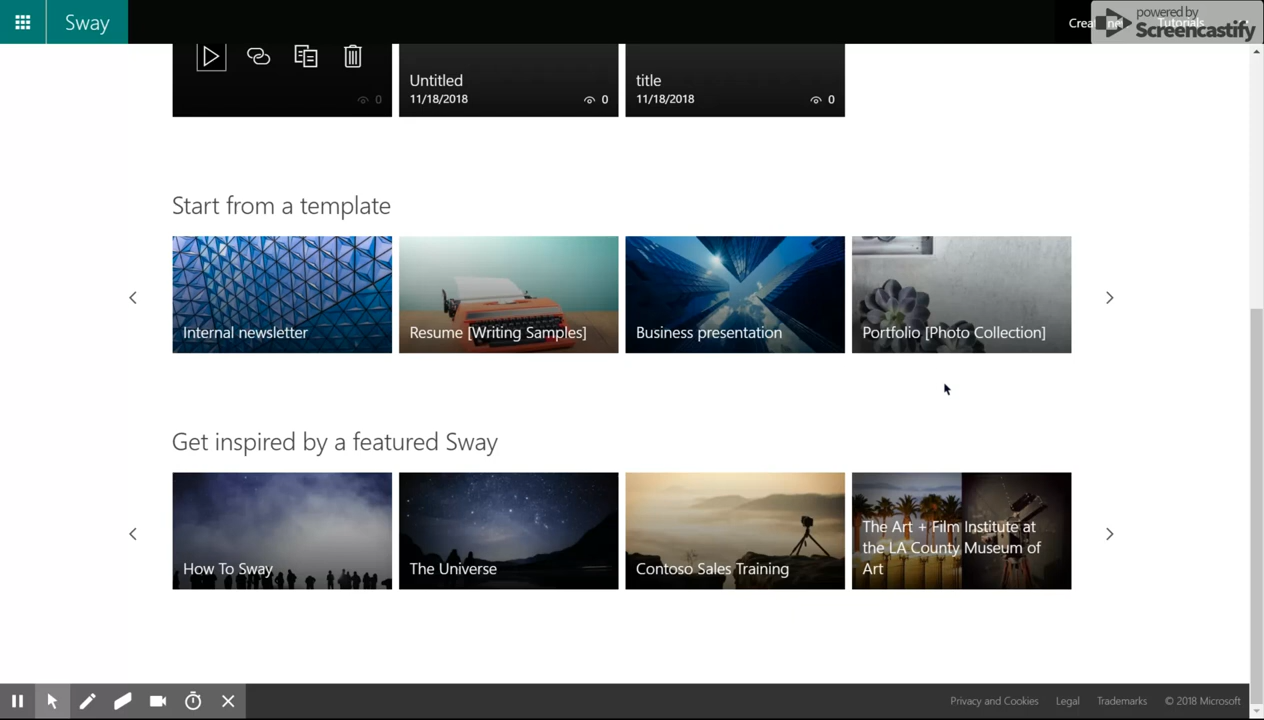 Sway
Create new
Tutorials
powered by
Screencastify
0
Untitled
11/18/2018
0
title
11/18/2018
0
Start from a template
Internal newsletter
Resume [Writing Samples]
Business presentation
Portfolio [Photo Collection]
Get inspired by a featured Sway
How To Sway
The Universe
Contoso Sales Training
The Art + Film Institute at
the LA County Museum of
Art
Privacy and Cookies
Legal
Trademarks
© 2018 Microsoft